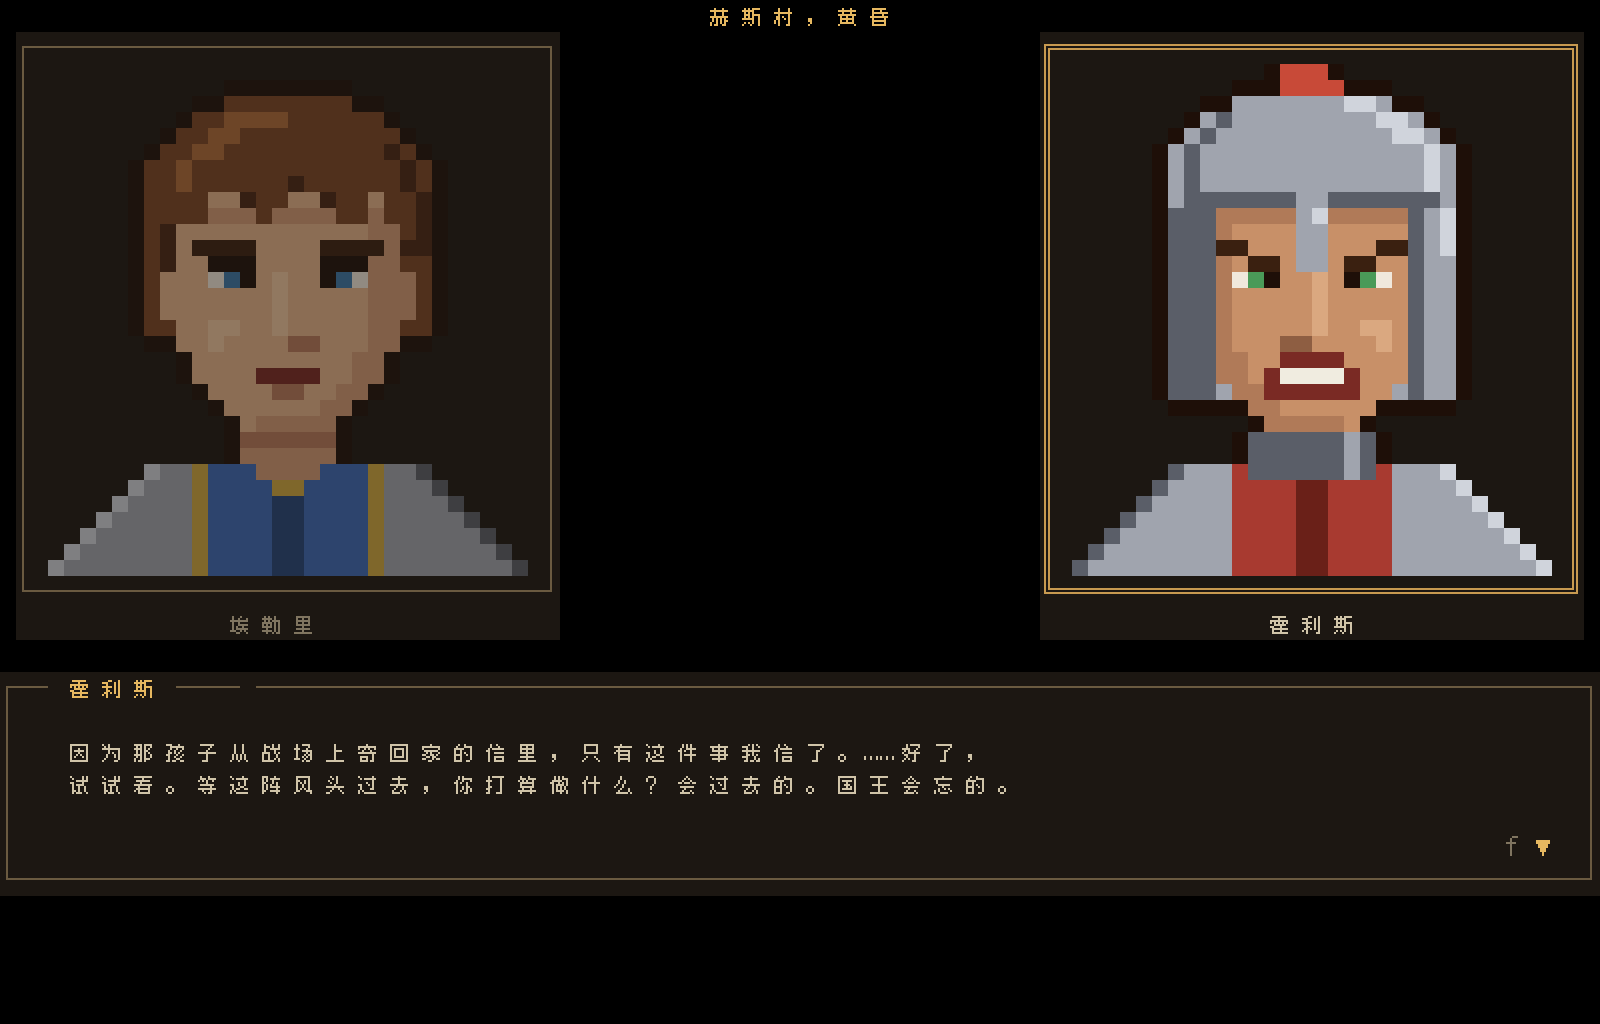 赫斯村，黄昏
埃勒里
霍利斯
霍利斯
因为那孩子从战场上寄回家的信里，只有这件事我信了。……好了，
试试看。等这阵风头过去，你打算做什么？会过去的。国王会忘的。
f ▼